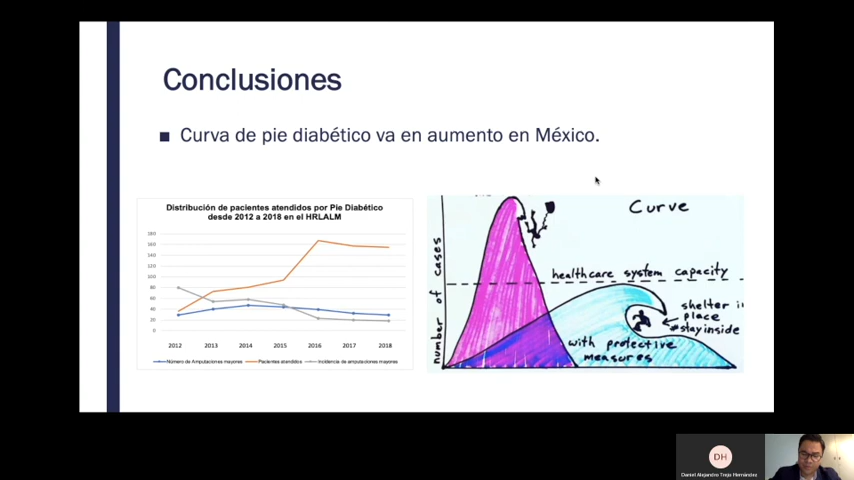 Conclusiones
Curva de pie diabético va en aumento en México.
Distribución de pacientes atendidos por Pie Diabético
desde 2012 a 2018 en el HRLALM
180
160
140
120
100
80
60
40
20
0
2012 2013 2014 2015 2016 2017 2018
Número de Amputaciones mayores Pacientes atendidos Incidencia de amputaciones mayores
Curve
number of cases
healthcare system capacity
shelter i
place
#stayinside
with protective
measures
DH
Daniel Alejandro Trejo Hernández